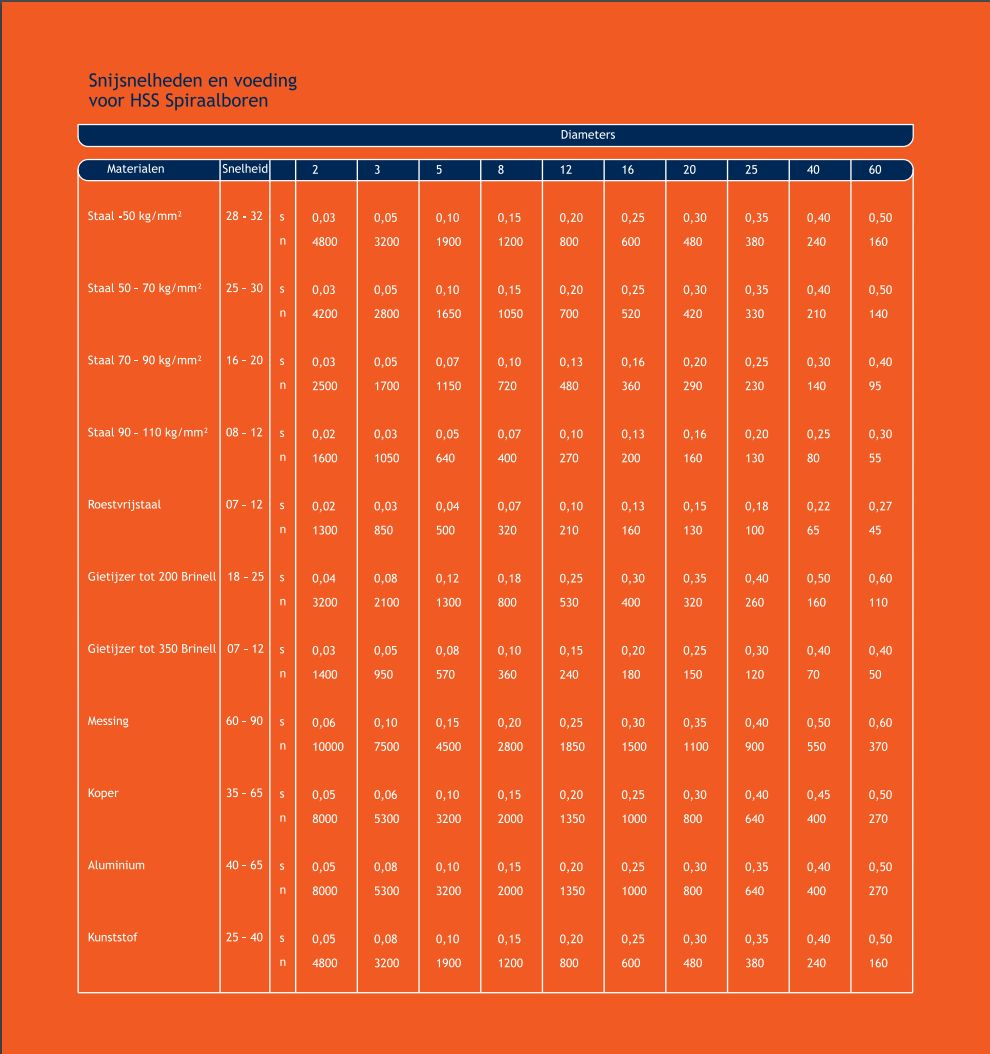 Snijsnelheden en voeding
voor HSS Spiraalboren
Diameters
Materialen Snelheid 2 3 5 8 12 16 20 25 40 60
Staal -50 kg/mm² 28 - 32 s 0,03 0,05 0,10 0,15 0,20 0,25 0,30 0,35 0,40 0,50
n 4800 3200 1900 1200 800 600 480 380 240 160
Staal 50 – 70 kg/mm² 25 – 30 s 0,03 0,05 0,10 0,15 0,20 0,25 0,30 0,35 0,40 0,50
n 4200 2800 1650 1050 700 520 420 330 210 140
Staal 70 – 90 kg/mm² 16 – 20 s 0,03 0,05 0,07 0,10 0,13 0,16 0,20 0,25 0,30 0,40
n 2500 1700 1150 720 480 360 290 230 140 95
Staal 90 – 110 kg/mm² 08 – 12 s 0,02 0,03 0,05 0,07 0,10 0,13 0,16 0,20 0,25 0,30
n 1600 1050 640 400 270 200 160 130 80 55
Roestvrijstaal 07 – 12 s 0,02 0,03 0,04 0,07 0,10 0,13 0,15 0,18 0,22 0,27
n 1300 850 500 320 210 160 130 100 65 45
Gietijzer tot 200 Brinell 18 – 25 s 0,04 0,08 0,12 0,18 0,25 0,30 0,35 0,40 0,50 0,60
n 3200 2100 1300 800 530 400 320 260 160 110
Gietijzer tot 350 Brinell 07 – 12 s 0,03 0,05 0,08 0,10 0,15 0,20 0,25 0,30 0,40 0,40
n 1400 950 570 360 240 180 150 120 70 50
Messing 60 – 90 s 0,06 0,10 0,15 0,20 0,25 0,30 0,35 0,40 0,50 0,60
n 10000 7500 4500 2800 1850 1500 1100 900 550 370
Koper 35 – 65 s 0,05 0,06 0,10 0,15 0,20 0,25 0,30 0,40 0,45 0,50
n 8000 5300 3200 2000 1350 1000 800 640 400 270
Aluminium 40 – 65 s 0,05 0,08 0,10 0,15 0,20 0,25 0,30 0,35 0,40 0,50
n 8000 5300 3200 2000 1350 1000 800 640 400 270
Kunststof 25 – 40 s 0,05 0,08 0,10 0,15 0,20 0,25 0,30 0,35 0,40 0,50
n 4800 3200 1900 1200 800 600 480 380 240 160